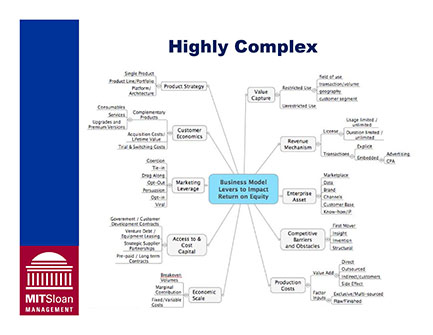 Highly Complex
Single Product
Product Line/Portfolio
Platform/
Architecture
Product Strategy
Consumables
Services
Upgrades and
Premium Versions
Complementary
Products
Acquisition Costs/
Lifetime Value
Trial & Switching Costs
Customer
Economics
Coercion
Tie-in
Drag Along
Opt-Out
Persuasion
Opt-in
Viral
Marketing
Leverage
Government / Customer
Development Contracts
Venture Debt /
Equipment Leasing
Strategic Supplier
Partnerships
Pre-paid / Long term
Contracts
Access to &
Cost
Capital
Breakeven
Volumes
Marginal
Contribution
Fixed/Variable
Costs
Economic
Scale
Business Model
Levers to Impact
Return on Equity
Value
Capture
Restricted Use
field of use
transaction/volume
geography
customer segment
Unrestricted Use
Revenue
Mechanism
License
Usage limited /
unlimited
Duration limited /
unlimited
Transactions
Explicit
Embedded
Advertising
CPA
Enterprise
Asset
Marketplace
Data
Brand
Channels
Customer Base
Know-how/IP
Competitive
Barriers
and Obstacles
First Mover
Insight
Invention
Structural
Production
Costs
Value Add
Direct
Outsourced
Indirect/customers
Side Effect
Factor
Inputs
Exclusive/Multi-sourced
Raw/Finished
MITSloan
MANAGEMENT